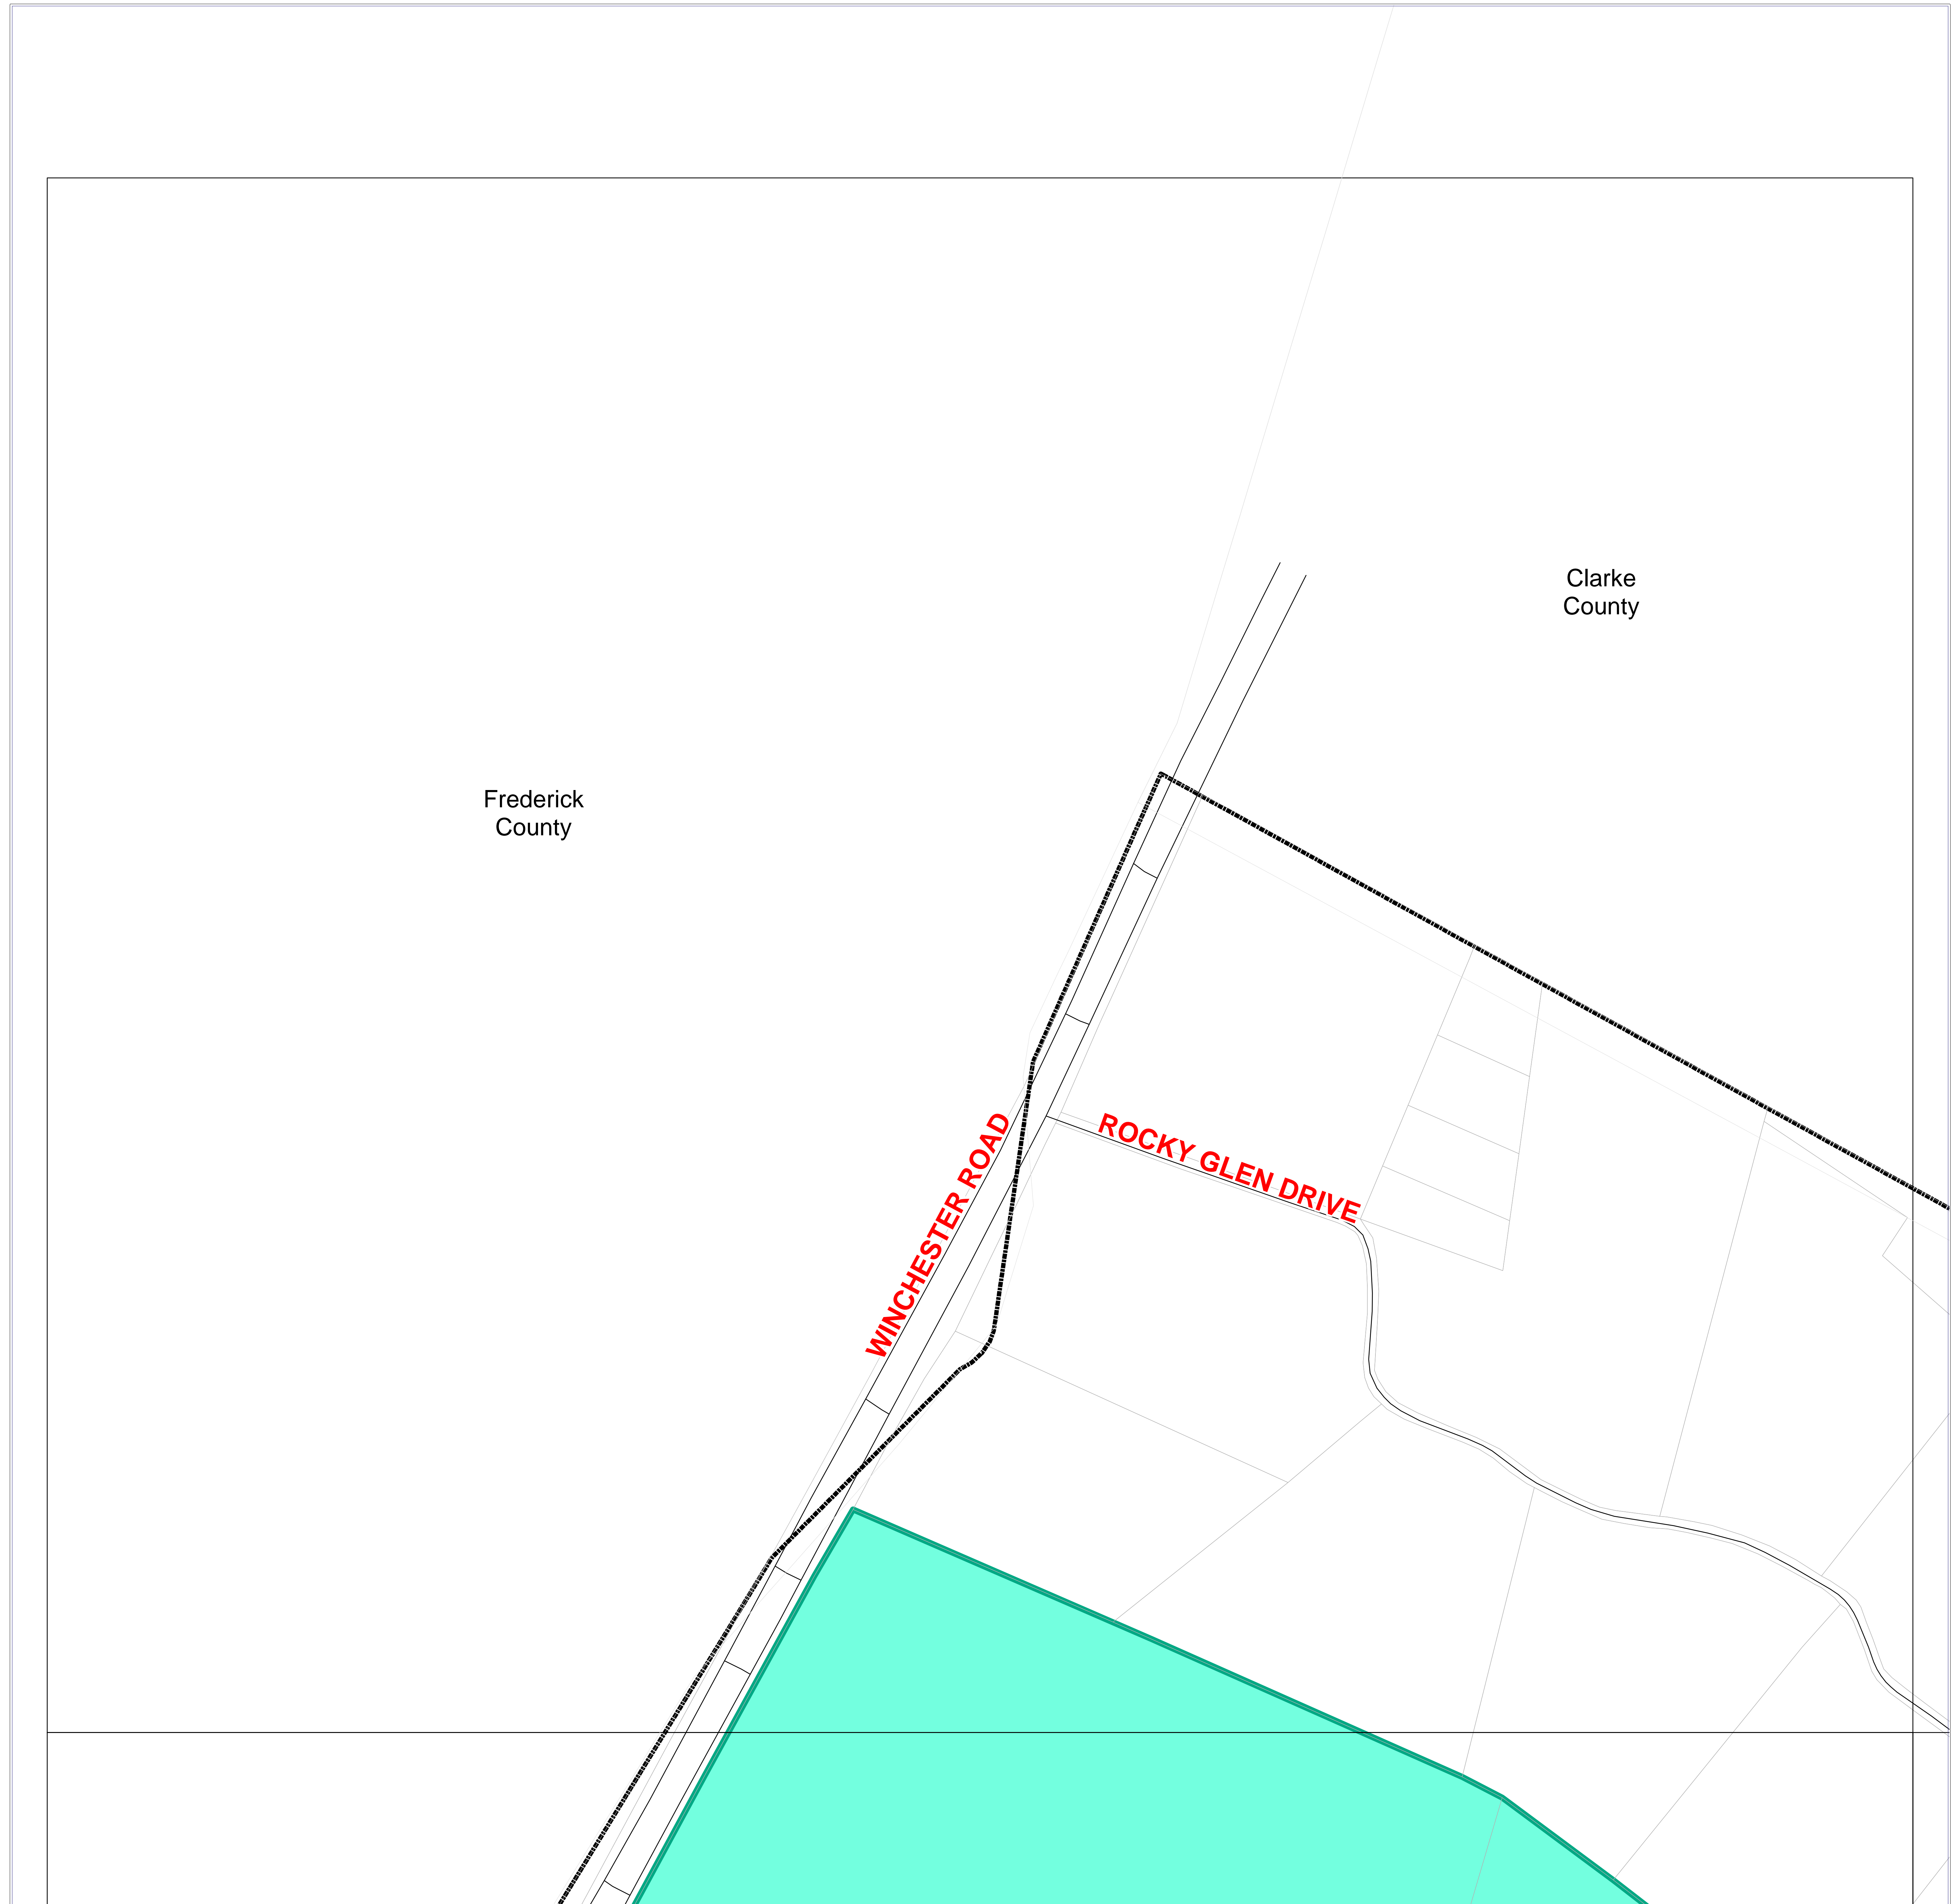 Clarke
County
Frederick
County
WINCHESTER ROAD
ROCKY GLEN DRIVE